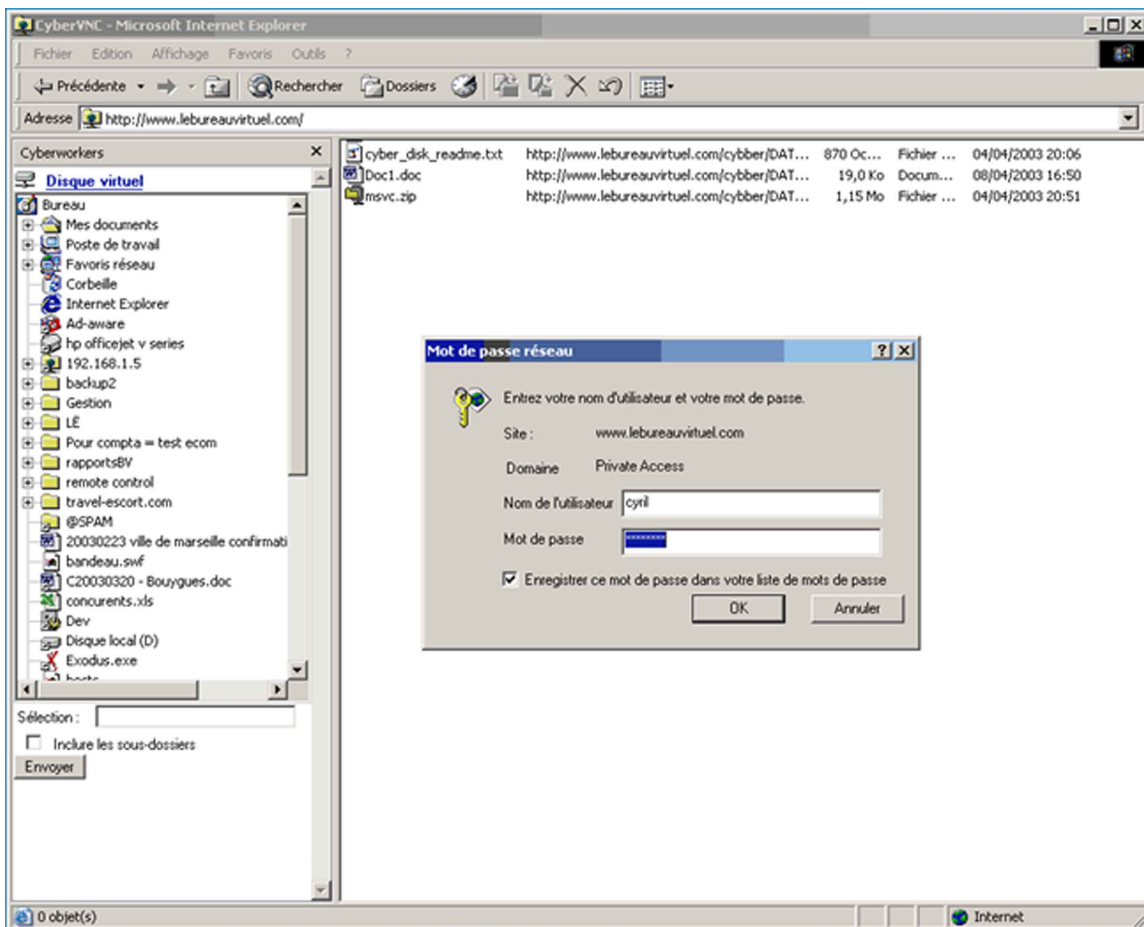 CyberVNC - Microsoft Internet Explorer
Fichier Edition Affichage Favoris Outils ?
Précédente Rechercher Dossiers
Adresse http://www.lebureauvirtuel.com/
Cyberworkers
Disque virtuel
Bureau
Mes documents
Poste de travail
Favoris réseau
Corbeille
Internet Explorer
Ad-aware
hp officejet v series
192.168.1.5
backup2
Gestion
LÊ
Pour compta = test ecom
rapportsBV
remote control
travel-escort.com
@SPAM
20030223 ville de marseille confirmati
bandeau.swf
C20030320 - Bouygues.doc
concurents.xls
Dev
Disque local (D)
Exodus.exe
hosts
Sélection :
Inclure les sous-dossiers
Envoyer
cyber_disk_readme.txt http://www.lebureauvirtuel.com/cybber/DAT... 870 Oc... Fichier ... 04/04/2003 20:06
Doc1.doc http://www.lebureauvirtuel.com/cybber/DAT... 19,0 Ko Docum... 08/04/2003 16:50
msvc.zip http://www.lebureauvirtuel.com/cybber/DAT... 1,15 Mo Fichier ... 04/04/2003 20:51
Mot de passe réseau
Entrez votre nom d'utilisateur et votre mot de passe.
Site : www.lebureauvirtuel.com
Domaine Private Access
Nom de l'utilisateur cyril
Mot de passe ********
Enregistrer ce mot de passe dans votre liste de mots de passe
OK Annuler
0 objet(s) Internet